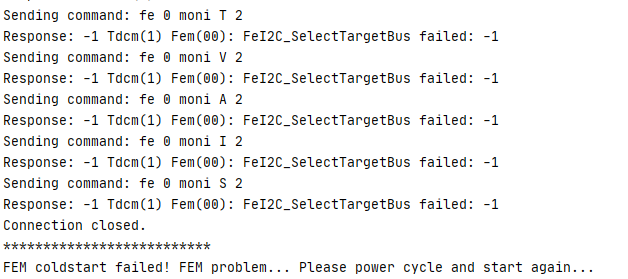 Sending command: fe 0 moni T 2
Response: -1 Tdcm(1) Fem(00): FeI2C_SelectTargetBus failed: -1
Sending command: fe 0 moni V 2
Response: -1 Tdcm(1) Fem(00): FeI2C_SelectTargetBus failed: -1
Sending command: fe 0 moni A 2
Response: -1 Tdcm(1) Fem(00): FeI2C_SelectTargetBus failed: -1
Sending command: fe 0 moni I 2
Response: -1 Tdcm(1) Fem(00): FeI2C_SelectTargetBus failed: -1
Sending command: fe 0 moni S 2
Response: -1 Tdcm(1) Fem(00): FeI2C_SelectTargetBus failed: -1
Connection closed.
**************************
FEM coldstart failed! FEM problem... Please power cycle and start again...